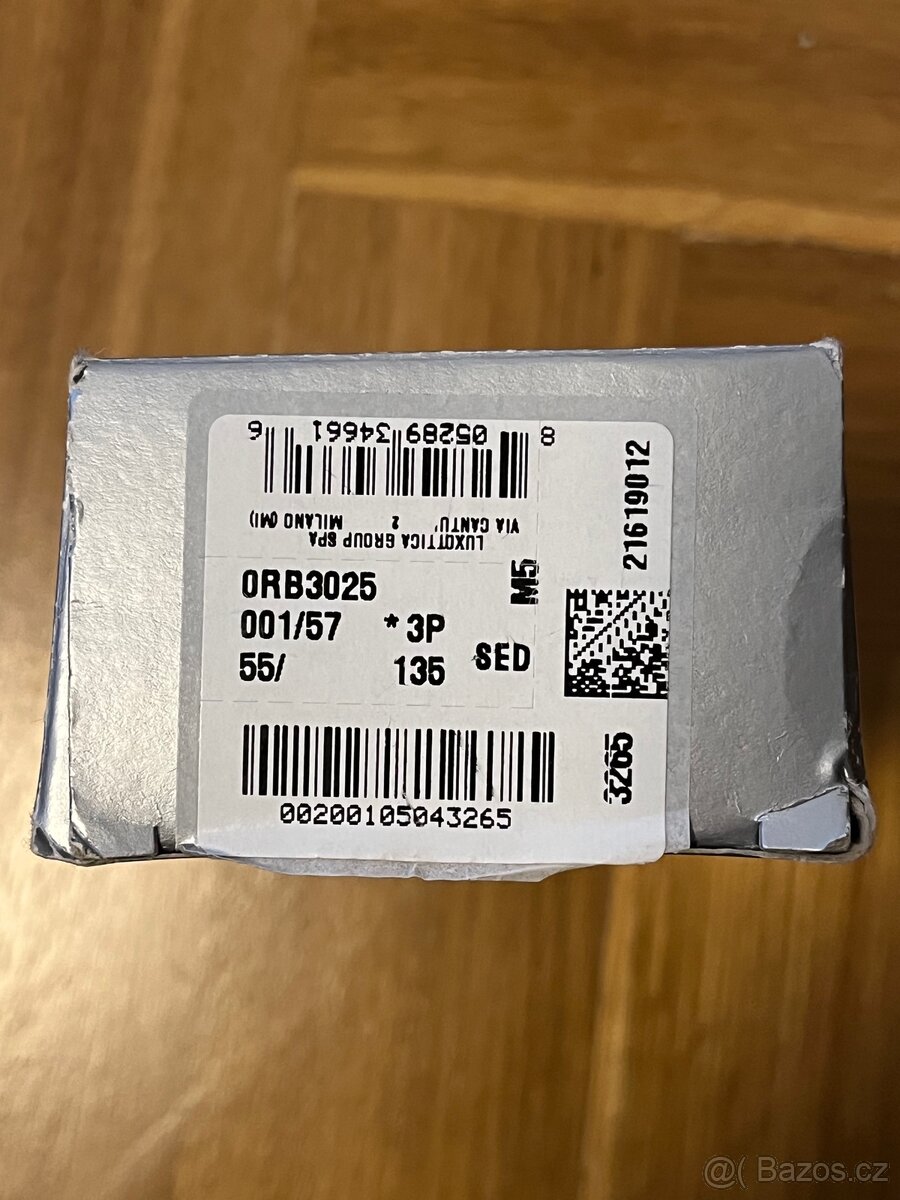 8 05289 34661 6
LUXOTTICA GROUP SPA
VIA CANTU' 2 MILANO (MI)
0RB3025
001/57 * 3P
55/ 135
SED
M5
21619012
3265
00200105043265
@( Bazos.cz